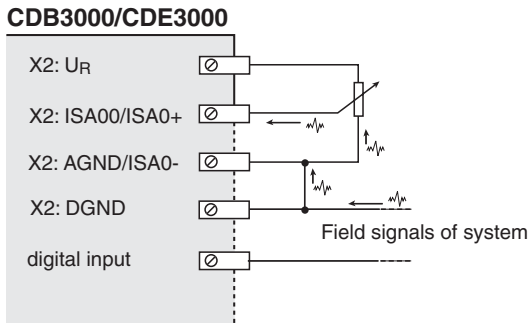 CDB3000/CDE3000
X2: UR
X2: ISA00/ISA0+
X2: AGND/ISA0-
X2: DGND
Field signals of system
digital input